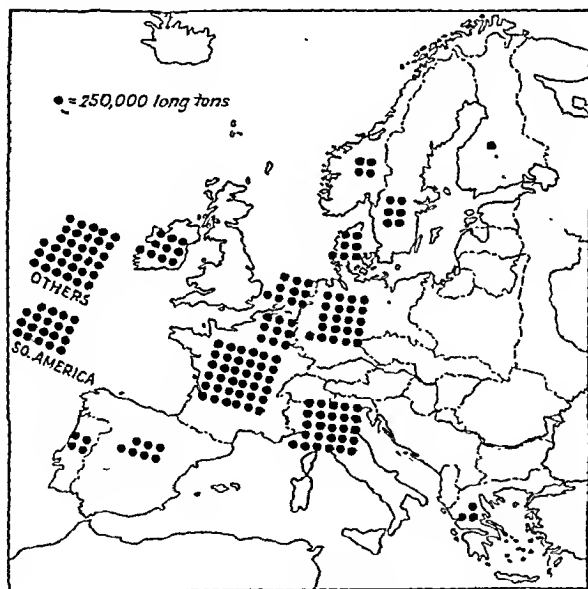 = 250,000 long tons
OTHERS
SO. AMERICA